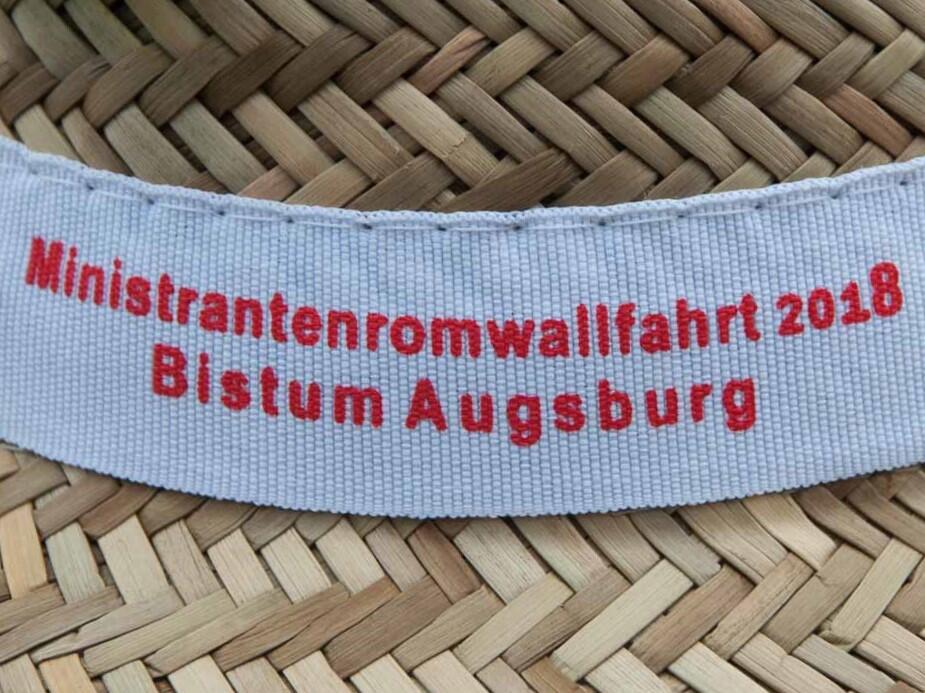 Ministrantenromwallfahrt 2018
Bistum Augsburg